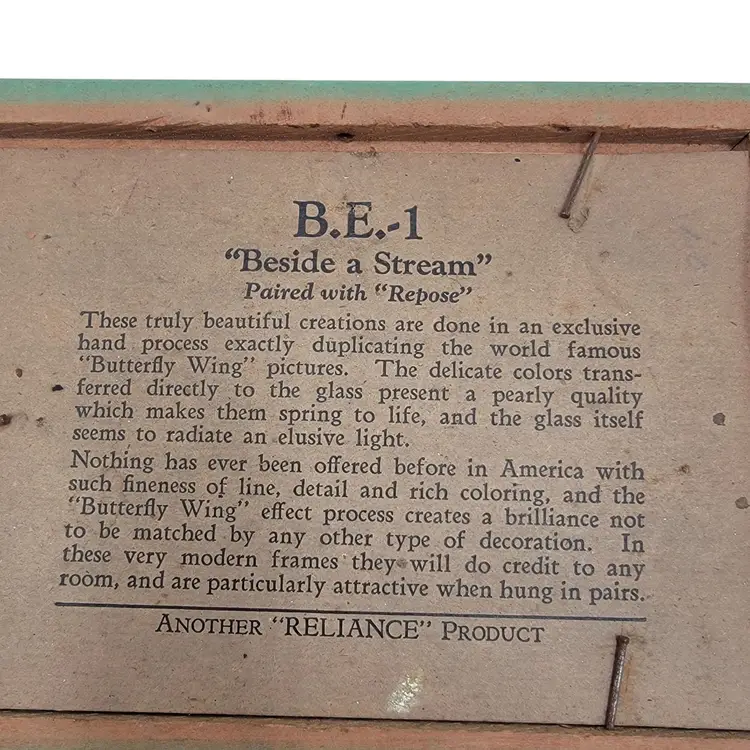 B.E.-1
“Beside a Stream”
Paired with “Repose”
These truly beautiful creations are done in an exclusive
hand process exactly duplicating the world famous
“Butterfly Wing” pictures. The delicate colors trans-
ferred directly to the glass present a pearly quality
which makes them spring to life, and the glass itself
seems to radiate an elusive light.
Nothing has ever been offered before in America with
such fineness of line, detail and rich coloring, and the
“Butterfly Wing” effect process creates a brilliance not
to be matched by any other type of decoration. In
these very modern frames they will do credit to any
room, and are particularly attractive when hung in pairs.
ANOTHER “RELIANCE” PRODUCT